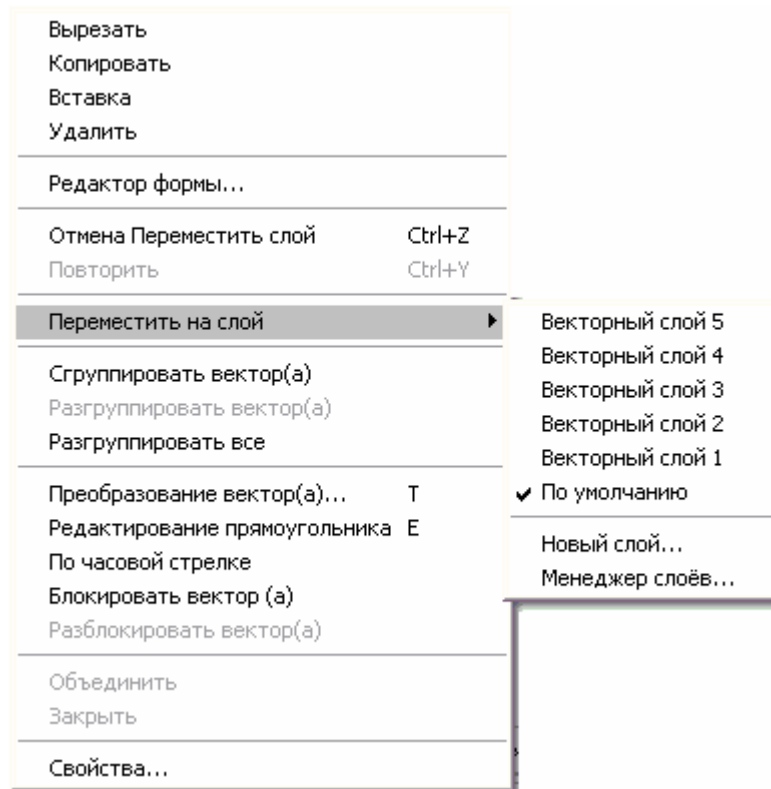 Вырезать
Копировать
Вставка
Удалить
Редактор формы...
Отмена Переместить слой Ctrl+Z
Повторить Ctrl+Y
Переместить на слой
Сгруппировать вектор(а)
Разгруппировать вектор(а)
Разгруппировать все
Преобразование вектор(а)... T
Редактирование прямоугольника E
По часовой стрелке
Блокировать вектор (а)
Разблокировать вектор(а)
Объединить
Закрыть
Свойства...
Векторный слой 5
Векторный слой 4
Векторный слой 3
Векторный слой 2
Векторный слой 1
По умолчанию
Новый слой...
Менеджер слоёв...